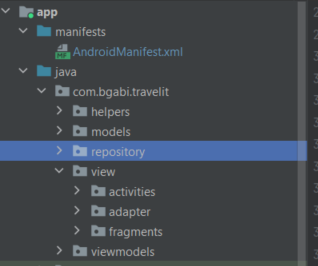 app
manifests
AndroidManifest.xml
java
com.bgabi.travelit
helpers
models
repository
view
activities
adapter
fragments
viewmodels